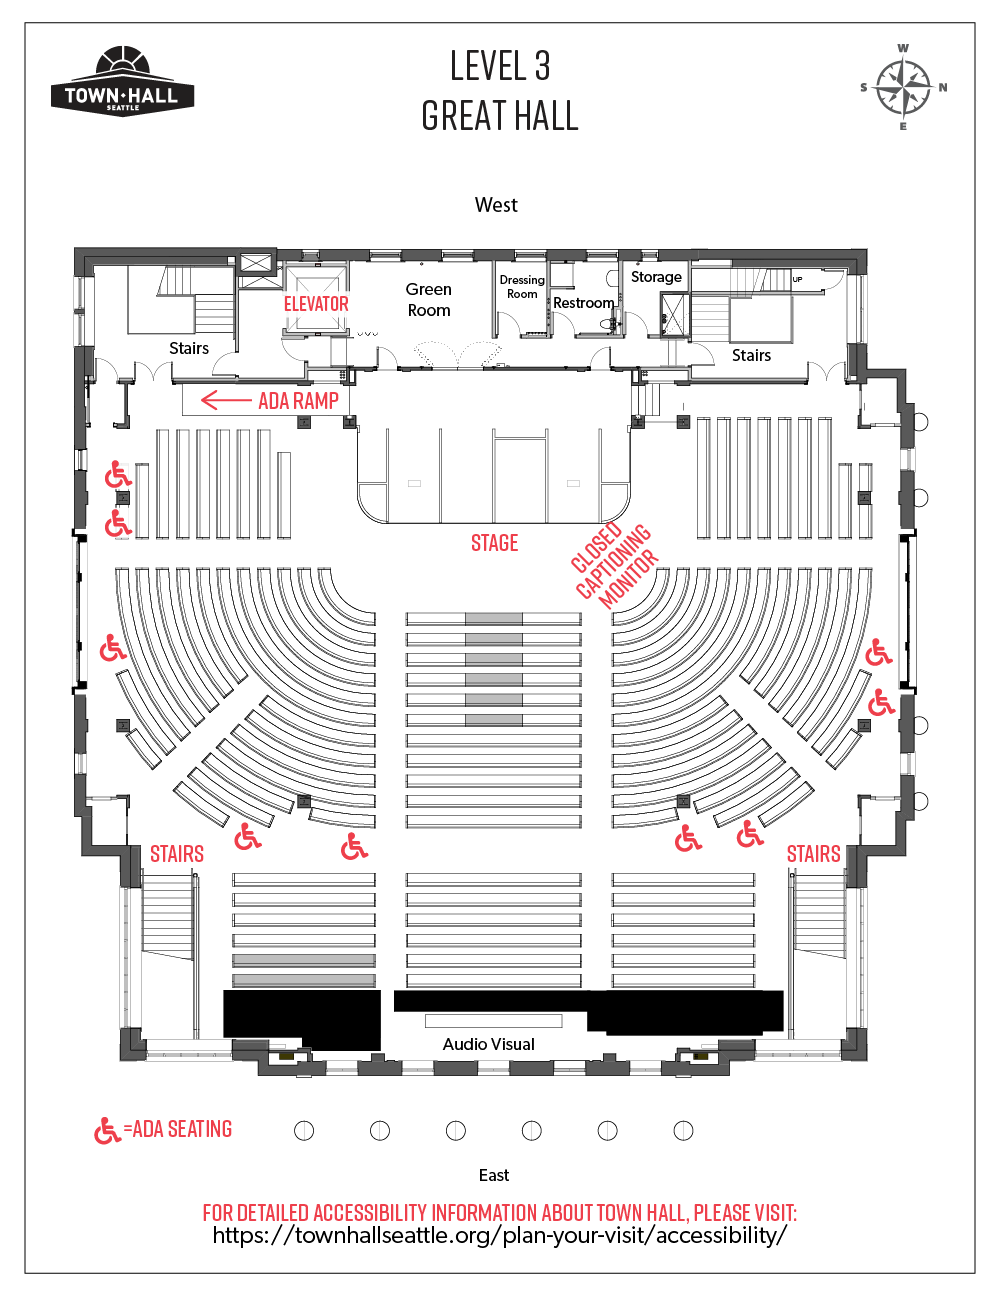 TOWN HALL
SEATTLE
LEVEL 3
GREAT HALL
W
S
N
E
West
ELEVATOR
Green
Room
Dressing
Room
Restroom
Storage
UP
Stairs
Stairs
ADA RAMP
STAGE
CLOSED
CAPTIONING
MONITOR
STAIRS
STAIRS
Audio Visual
=ADA SEATING
East
FOR DETAILED ACCESSIBILITY INFORMATION ABOUT TOWN HALL, PLEASE VISIT:
https://townhallseattle.org/plan-your-visit/accessibility/